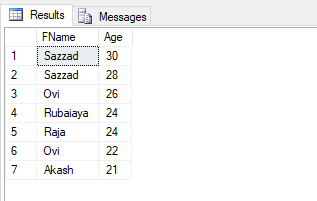 Results Messages
FName Age
1 Sazzad 30
2 Sazzad 28
3 Ovi 26
4 Rubaiaya 24
5 Raja 24
6 Ovi 22
7 Akash 21